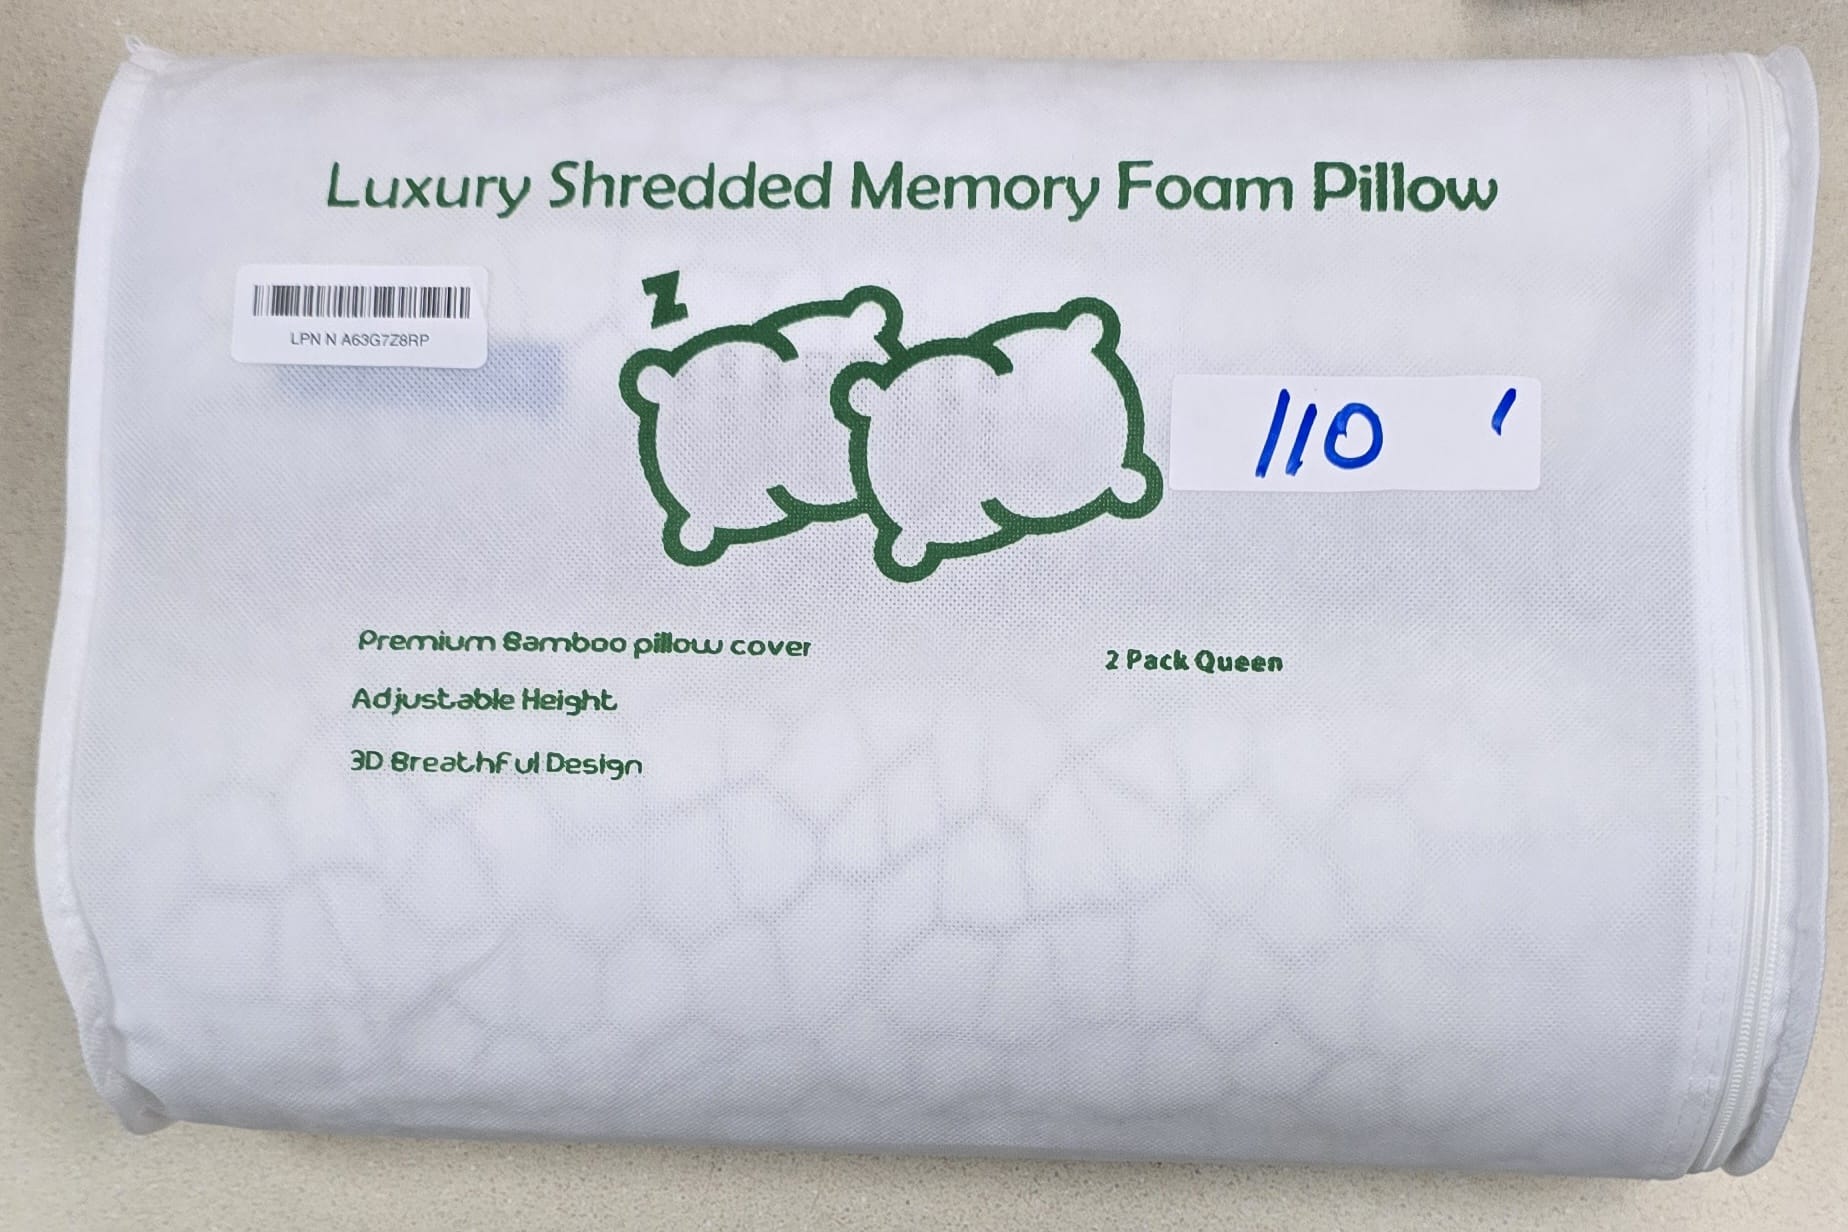 Luxury Shredded Memory Foam Pillow
LPN N A63G7Z8RP
Z
110 '
Premium Bamboo pillow cover
2 Pack Queen
Adjustable Height
3D Breathful Design